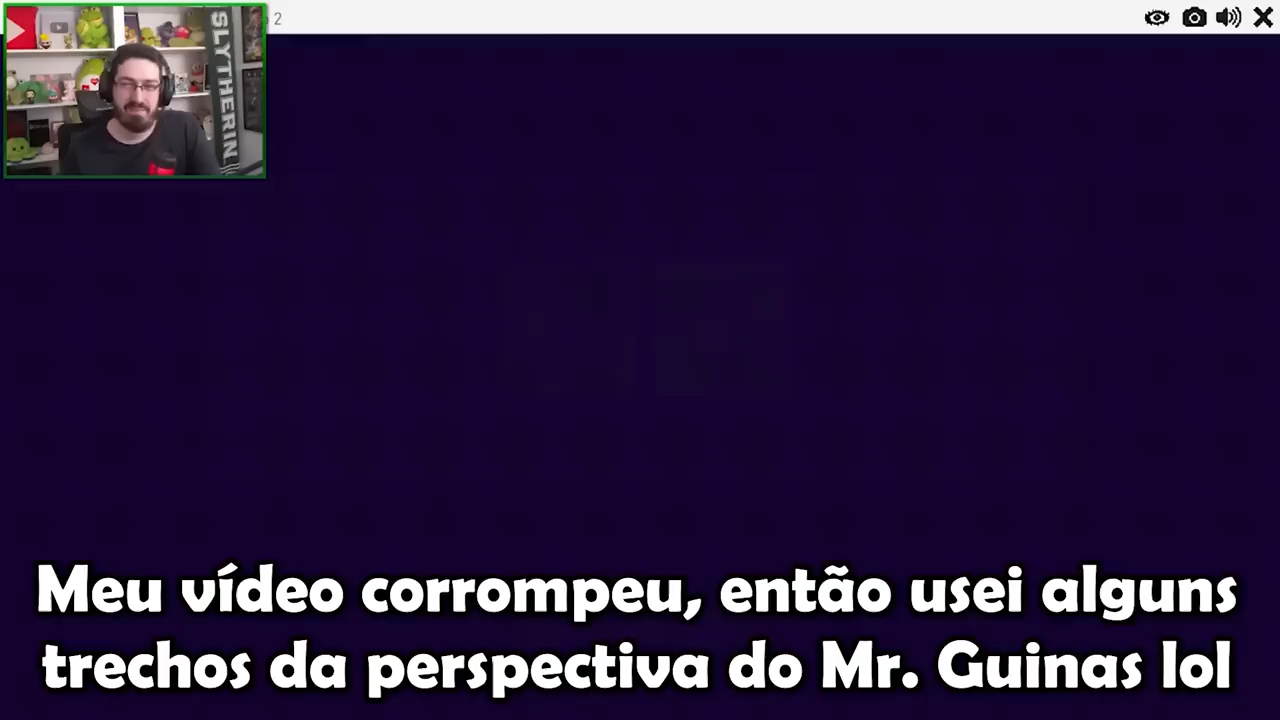 2
SLYTHERIN
Meu vídeo corrompeu, então usei alguns
trechos da perspectiva do Mr. Guinas lol